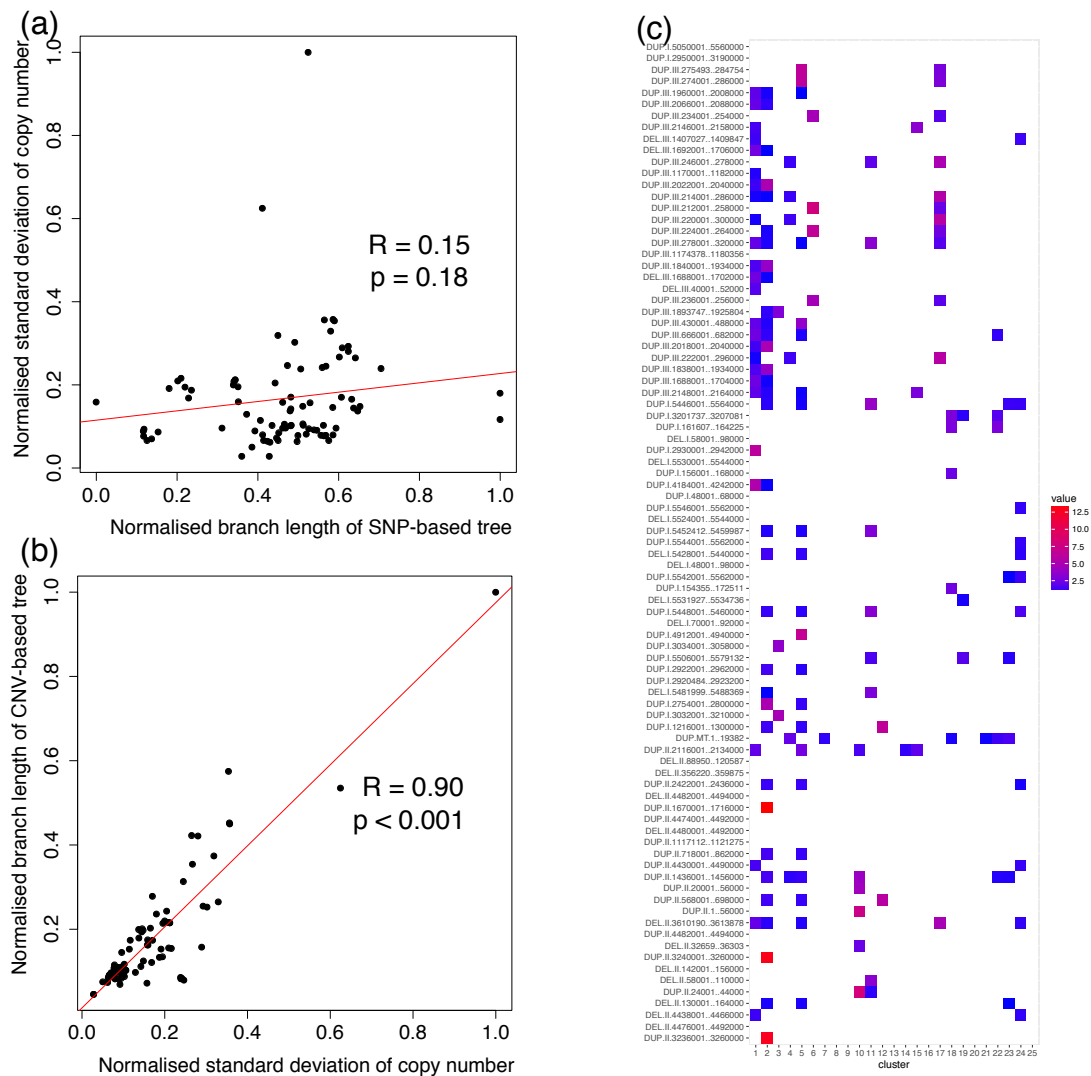 (a)
Normalised standard deviation of copy number
1.0
0.8
0.6
0.4
0.2
0.0
R = 0.15
p = 0.18
0.0 0.2 0.4 0.6 0.8 1.0
Normalised branch length of SNP-based tree
(b)
Normalised branch length of CNV-based tree
1.0
0.8
0.6
0.4
0.2
R = 0.90
p < 0.001
0.0 0.2 0.4 0.6 0.8 1.0
Normalised standard deviation of copy number
(c)
DUP.I.5050001..5560000
DUP.I.2950001..3190000
DUP.III.275493..284754
DUP.III.274001..286000
DUP.III.1960001..2008000
DUP.III.2066001..2088000
DUP.III.234001..254000
DUP.III.2146001..2158000
DEL.III.1407027..1409847
DEL.III.1692001..1706000
DUP.III.246001..278000
DUP.III.1170001..1182000
DUP.III.2022001..2040000
DUP.III.214001..286000
DUP.III.212001..258000
DUP.III.220001..300000
DUP.III.224001..264000
DUP.III.278001..320000
DUP.III.1174378..1180356
DUP.III.1840001..1934000
DEL.III.1688001..1702000
DEL.III.40001..52000
DUP.III.236001..256000
DUP.III.1893747..1925804
DUP.III.430001..488000
DUP.III.666001..682000
DUP.III.2018001..2040000
DUP.III.222001..296000
DUP.III.1838001..1934000
DUP.III.1688001..1704000
DUP.III.2148001..2164000
DUP.I.5446001..5564000
DUP.I.3201737..3207081
DUP.I.161607..164225
DEL.I.58001..98000
DUP.I.2930001..2942000
DEL.I.5530001..5544000
DUP.I.156001..168000
DUP.I.4184001..4242000
DUP.I.48001..68000
DUP.I.5546001..5562000
DEL.I.5524001..5544000
DUP.I.5452412..5459987
DUP.I.5544001..5562000
DEL.I.5428001..5440000
DEL.I.48001..98000
DUP.I.5542001..5562000
DUP.I.154355..172511
DEL.I.5531927..5534736
DUP.I.5448001..5460000
DEL.I.70001..92000
DUP.I.4912001..4940000
DUP.I.3034001..3058000
DUP.I.5506001..5579132
DUP.I.2922001..2962000
DUP.I.2920484..2923200
DEL.I.5481999..5488369
DUP.I.2754001..2800000
DUP.I.3032001..3210000
DUP.I.1216001..1300000
DUP.MT.1..19382
DUP.II.2116001..2134000
DEL.II.88950..120587
DEL.II.356220..359875
DUP.II.2422001..2436000
DEL.II.4482001..4494000
DUP.II.1670001..1716000
DUP.II.4474001..4492000
DEL.II.4480001..4492000
DUP.II.1117112..1121275
DUP.II.718001..862000
DUP.II.4430001..4490000
DUP.II.1436001..1456000
DUP.II.20001..56000
DUP.II.568001..698000
DUP.II.1..56000
DEL.II.3610190..3613878
DUP.II.4482001..4494000
DEL.II.32659..36303
DUP.II.3240001..3260000
DEL.II.142001..156000
DEL.II.58001..110000
DUP.II.24001..44000
DEL.II.130001..164000
DUP.II.4438001..4466000
DEL.II.4476001..4492000
DUP.II.3236001..3260000
1 2 3 4 5 6 7 8 9 10 11 12 13 14 15 16 17 18 19 20 21 22 23 24 25
cluster
value
12.5
10.0
7.5
5.0
2.5